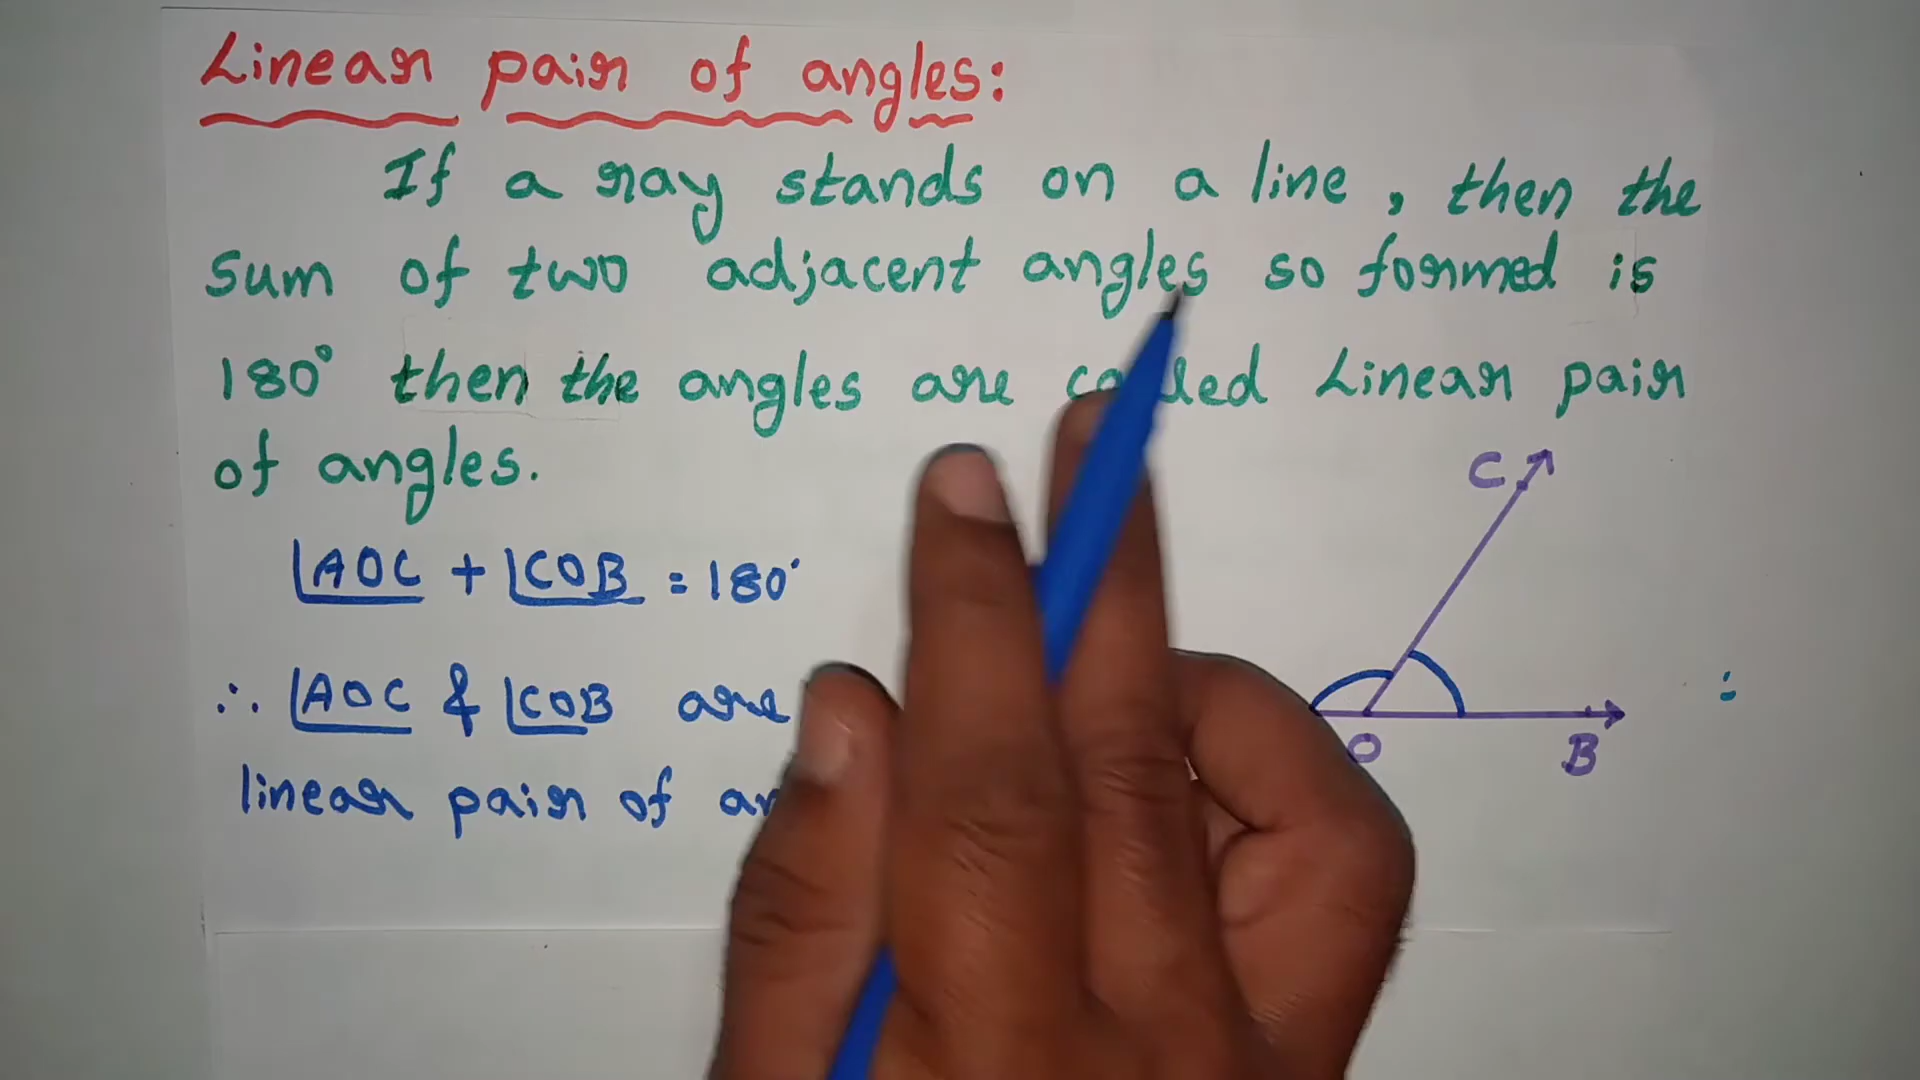 Linear pair of angles:
If a ray stands on a line, then the
sum of two adjacent angles so formed is
180° then the angles are Linear pair
of angles.
∠AOC + ∠COB = 180°
∴ ∠AOC & ∠COB are
linear pair of
C
O
B